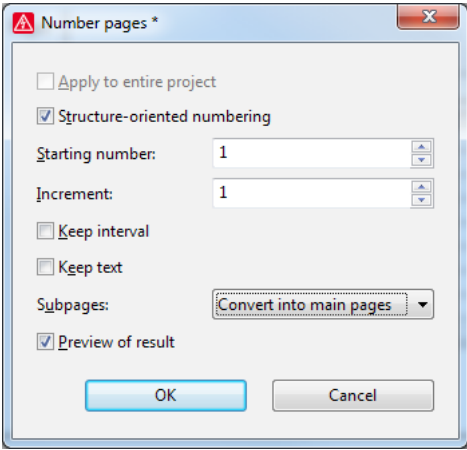 Number pages *
Apply to entire project
Structure-oriented numbering
Starting number: 1
Increment: 1
Keep interval
Keep text
Subpages: Convert into main pages
Preview of result
OK Cancel